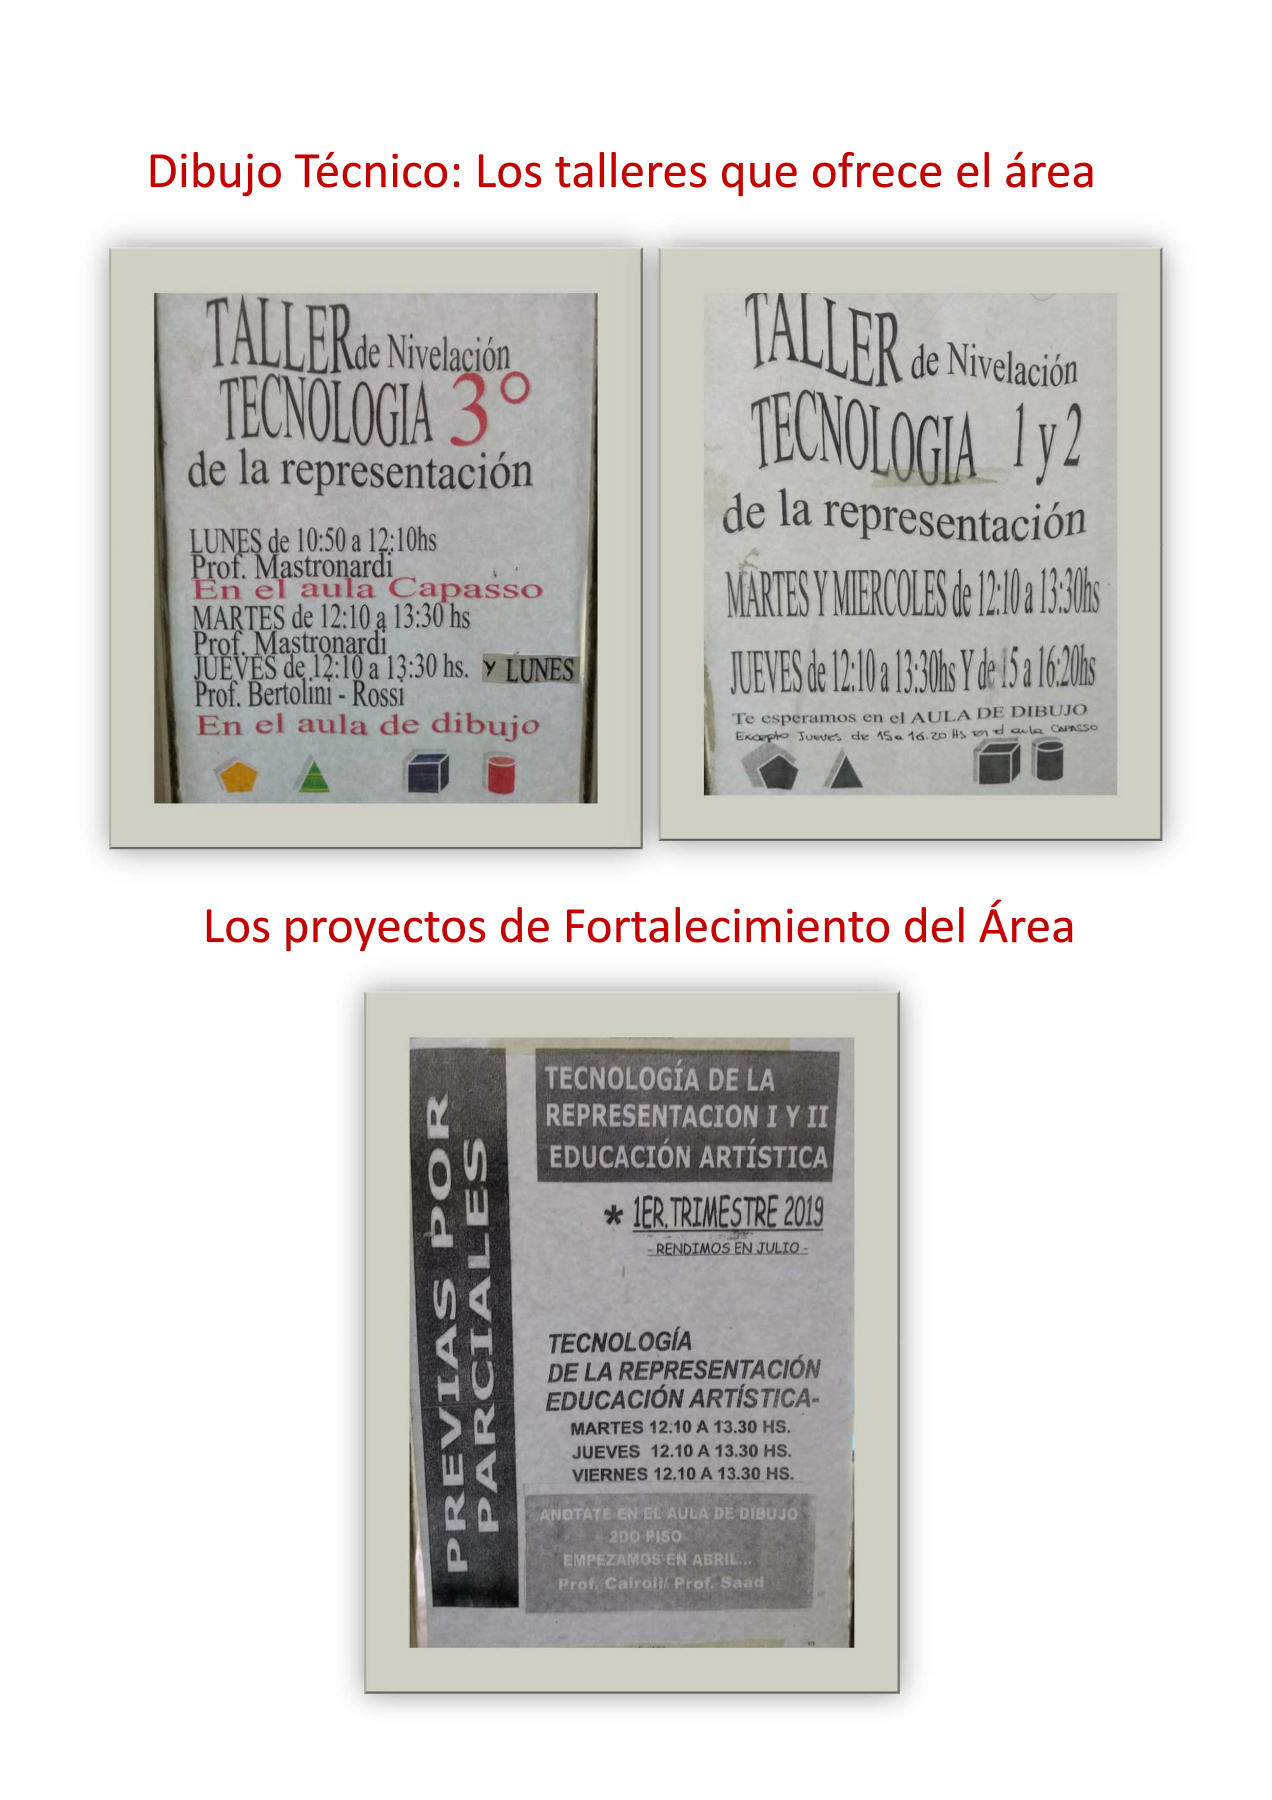 Dibujo Técnico: Los talleres que ofrece el área
TALLER de Nivelación
TECNOLOGIA 3°
de la representación
LUNES de 10:50 a 12:10hs
Prof. Mastronardi
En el aula Capasso
MARTES de 12:10 a 13:30 hs
Prof. Mastronardi
JUEVES de 12:10 a 13:30 hs. Y LUNES
Prof. Bertolini - Rossi
En el aula de dibujo
TALLER de Nivelación
TECNOLOGIA 1 y 2
de la representación
MARTES Y MIERCOLES de 12:10 a 13:30hs
JUEVES de 12:10 a 13:30hs Y de 15 a 16:20hs
Te esperamos en el AULA DE DIBUJO
Excepto Jueves de 15 a 16.20 Hs en el aula CAPASSO
Los proyectos de Fortalecimiento del Área
PREVIAS POR
PARCIALES
TECNOLOGÍA DE LA
REPRESENTACION I Y II
EDUCACIÓN ARTÍSTICA
* 1ER. TRIMESTRE 2019
- RENDIMOS EN JULIO -
TECNOLOGÍA
DE LA REPRESENTACIÓN
EDUCACIÓN ARTÍSTICA-
MARTES 12.10 A 13.30 HS.
JUEVES 12.10 A 13.30 HS.
VIERNES 12.10 A 13.30 HS.
ANOTATE EN EL AULA DE DIBUJO
2DO PISO
EMPEZAMOS EN ABRIL...
Prof. Cairoli/ Prof. Saad